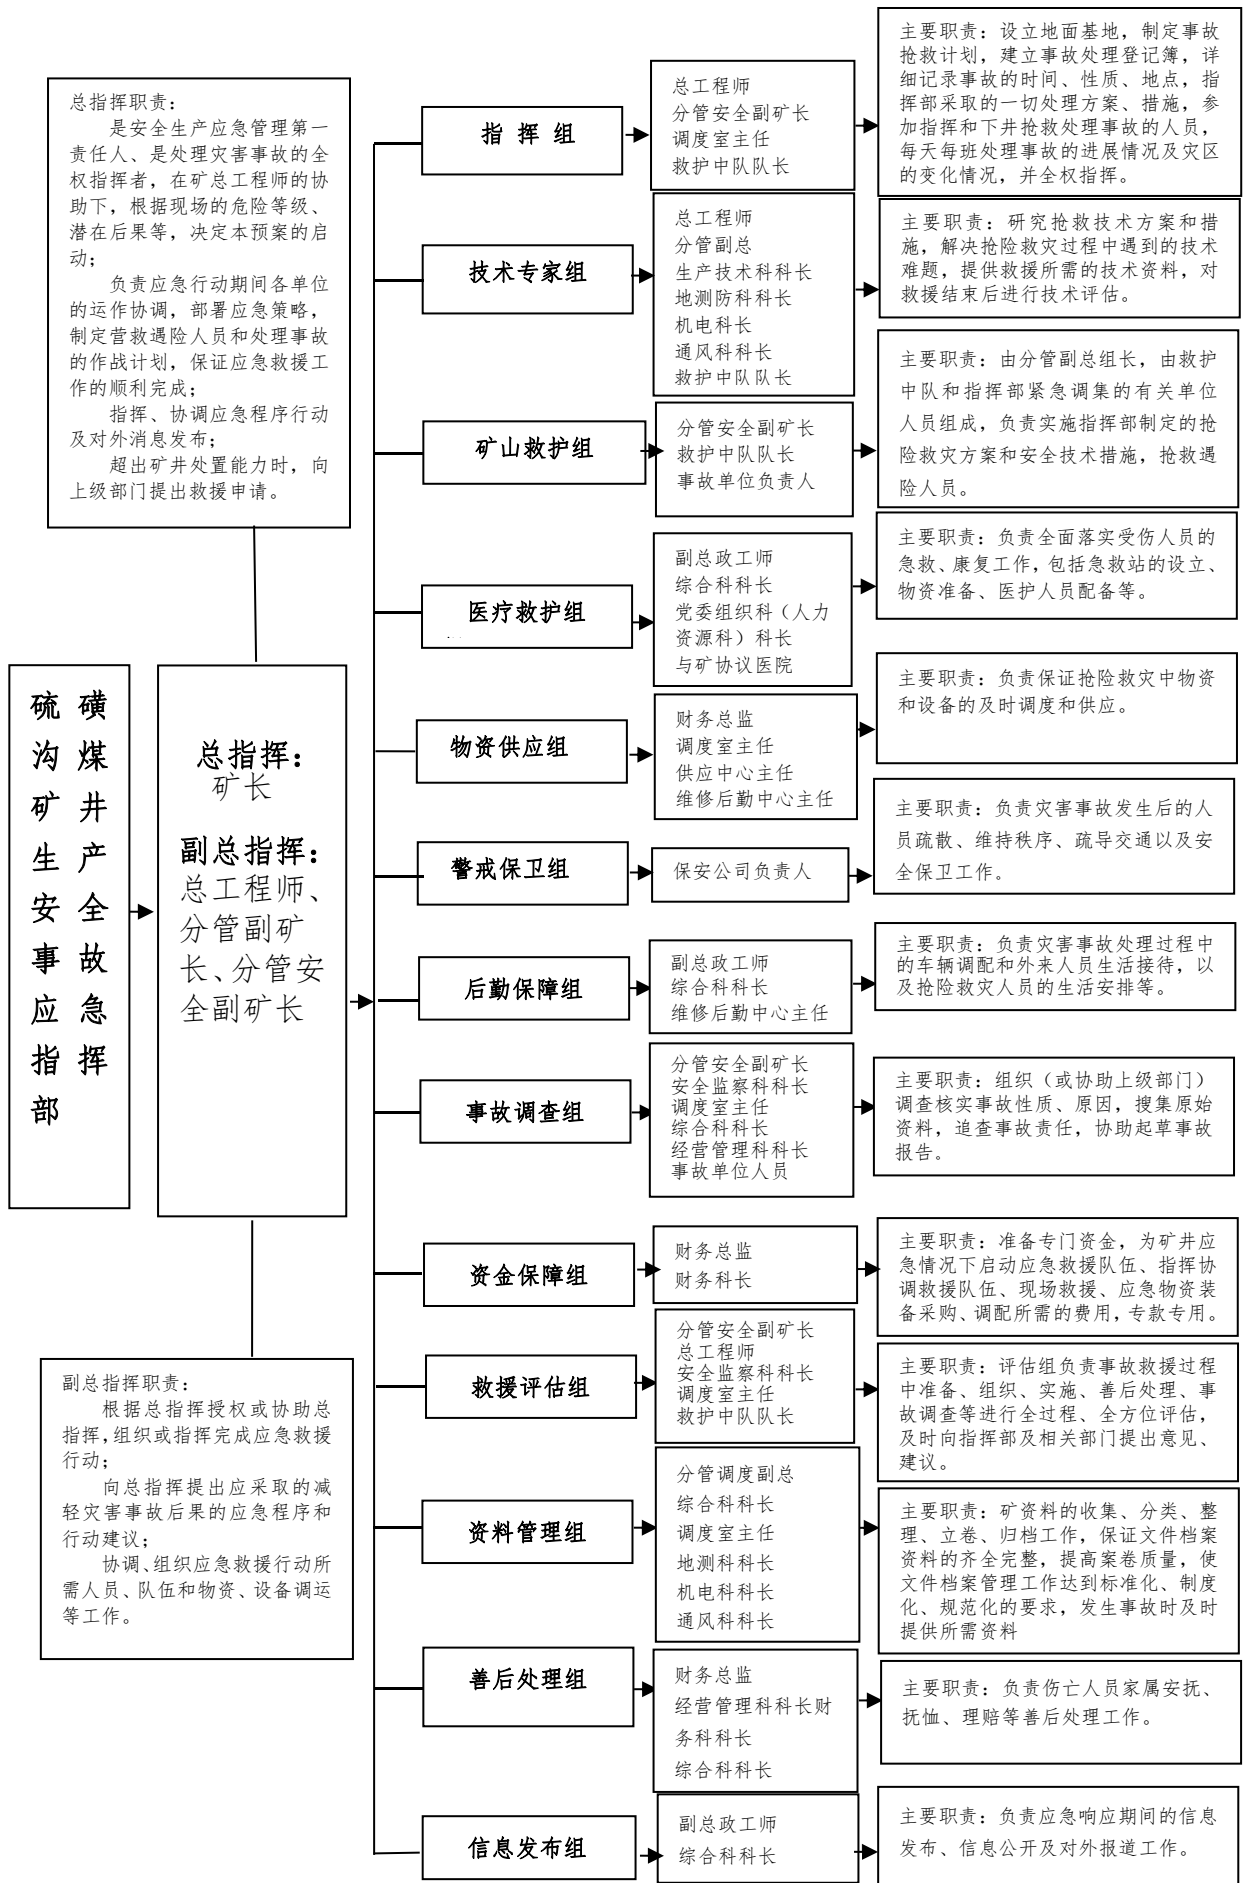 硫磺
沟煤
矿井
生产
安全
事故
应急
指挥
部
总指挥职责：
是安全生产应急管理第一
责任人、是处理灾害事故的全
权指挥者，在矿总工程师的协
助下，根据现场的危险等级、
潜在后果等，决定本预案的启
动；
负责应急行动期间各单位
的运作协调，部署应急策略，
制定营救遇险人员和处理事故
的作战计划，保证应急救援工
作的顺利完成；
指挥、协调应急程序行动
及对外消息发布；
超出矿井处置能力时，向
上级部门提出救援申请。
总指挥：
矿长
副总指挥：
总工程师、
分管副矿
长、分管安
全副矿长
副总指挥职责：
根据总指挥授权或协助总
指挥，组织或指挥完成应急救援
行动；
向总指挥提出应采取的减
轻灾害事故后果的应急程序和
行动建议；
协调、组织应急救援行动所
需人员、队伍和物资、设备调运
等工作。
指 挥 组
总工程师
分管安全副矿长
调度室主任
救护中队队长
主要职责：设立地面基地，制定事故
抢救计划，建立事故处理登记簿，详
细记录事故的时间、性质、地点，指
挥部采取的一切处理方案、措施，参
加指挥和下井抢救处理事故的人员，
每天每班处理事故的进展情况及灾区
的变化情况，并全权指挥。
技术专家组
总工程师
分管副总
生产技术科科长
地测防科科长
机电科长
通风科科长
救护中队队长
主要职责：研究抢救技术方案和措
施，解决抢险救灾过程中遇到的技术
难题，提供救援所需的技术资料，对
救援结束后进行技术评估。
矿山救护组
分管安全副矿长
救护中队队长
事故单位负责人
主要职责：由分管副总组长，由救护
中队和指挥部紧急调集的有关单位
人员组成，负责实施指挥部制定的抢
险救灾方案和安全技术措施，抢救遇
险人员。
医疗救护组
副总政工师
综合科科长
党委组织科（人力
资源科）科长
与矿协议医院
主要职责：负责全面落实受伤人员的
急救、康复工作，包括急救站的设立、
物资准备、医护人员配备等。
物资供应组
财务总监
调度室主任
供应中心主任
维修后勤中心主任
主要职责：负责保证抢险救灾中物资
和设备的及时调度和供应。
警戒保卫组
保安公司负责人
主要职责：负责灾害事故发生后的人
员疏散、维持秩序、疏导交通以及安
全保卫工作。
后勤保障组
副总政工师
综合科科长
维修后勤中心主任
主要职责：负责灾害事故处理过程中
的车辆调配和外来人员生活接待，以
及抢险救灾人员的生活安排等。
事故调查组
分管安全副矿长
安全监察科科长
调度室主任
综合科科长
经营管理科科长
事故单位人员
主要职责：组织（或协助上级部门）
调查核实事故性质、原因，搜集原始
资料，追查事故责任，协助起草事故
报告。
资金保障组
财务总监
财务科长
主要职责：准备专门资金，为矿井应
急情况下启动应急救援队伍、指挥协
调救援队伍、现场救援、应急物资装
备采购、调配所需的费用，专款专用。
救援评估组
分管安全副矿长
总工程师
安全监察科科长
调度室主任
救护中队队长
主要职责：评估组负责事故救援过程
中准备、组织、实施、善后处理、事
故调查等进行全过程、全方位评估，
及时向指挥部及相关部门提出意见、
建议。
资料管理组
分管调度副总
综合科科长
调度室主任
地测科科长
机电科科长
通风科科长
主要职责：矿资料的收集、分类、整
理、立卷、归档工作，保证文件档案
资料的齐全完整，提高案卷质量，使
文件档案管理工作达到标准化、制度
化、规范化的要求，发生事故时及时
提供所需资料
善后处理组
财务总监
经营管理科科长财
务科科长
综合科科长
主要职责：负责伤亡人员家属安抚、
抚恤、理赔等善后处理工作。
信息发布组
副总政工师
综合科科长
主要职责：负责应急响应期间的信息
发布、信息公开及对外报道工作。